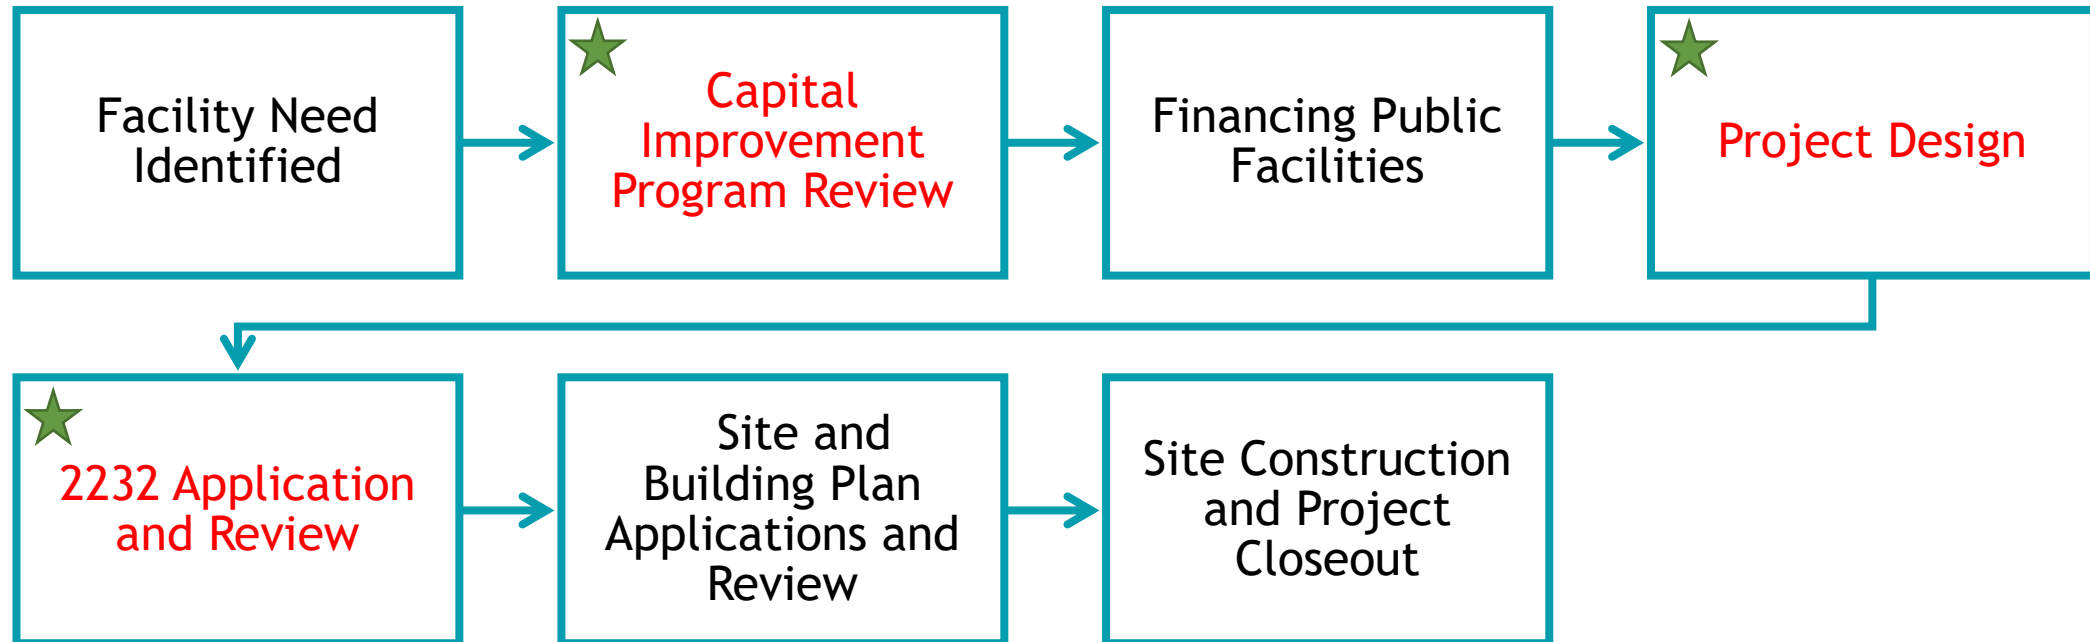 Facility Need
Identified
Capital
Improvement
Program Review
Financing Public
Facilities
Project Design
2232 Application
and Review
Site and
Building Plan
Applications and
Review
Site Construction
and Project
Closeout